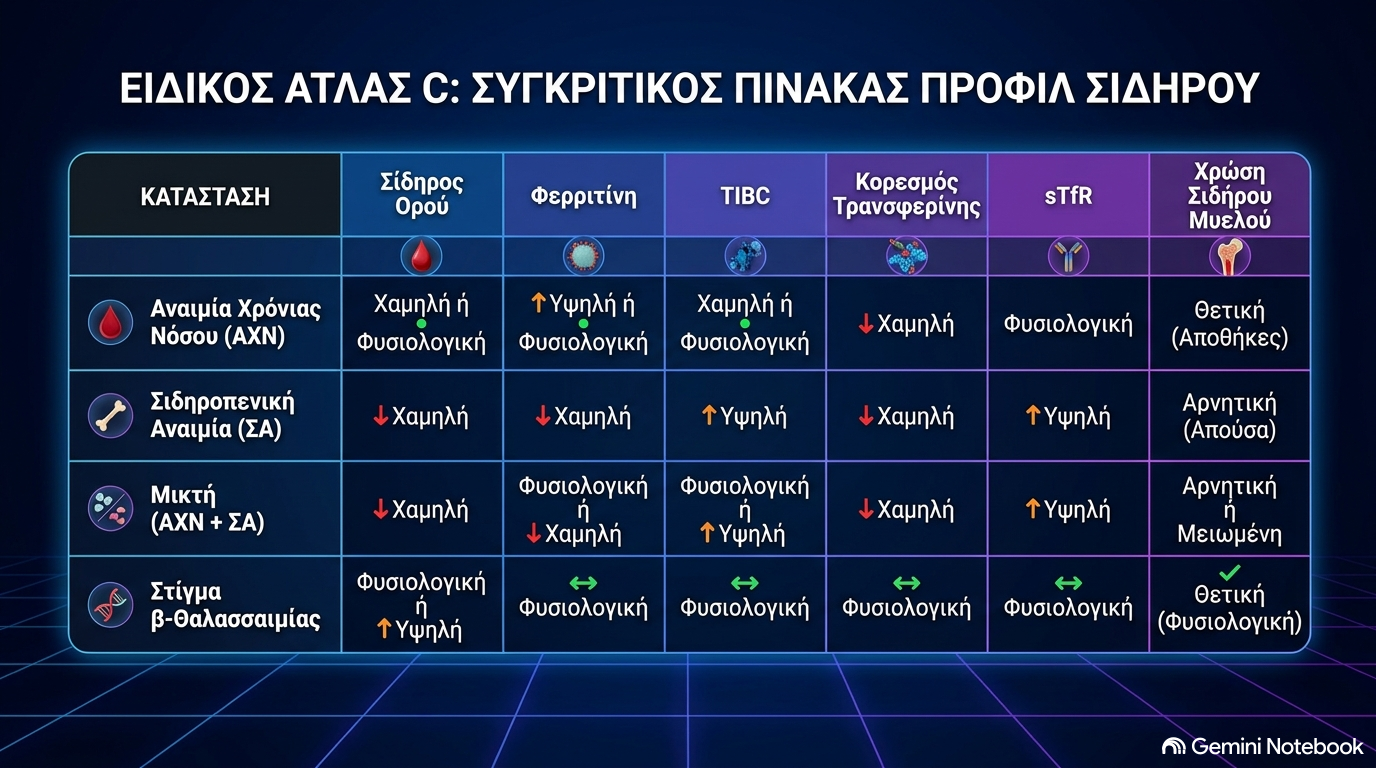 ΕΙΔΙΚΟΣ ΑΤΛΑΣ C: ΣΥΓΚΡΙΤΙΚΟΣ ΠΙΝΑΚΑΣ ΠΡΟΦΙΛ ΣΙΔΗΡΟΥ
ΚΑΤΑΣΤΑΣΗ
Σίδηρος
Ορού
Φερριτίνη
TIBC
Κορεσμός
Τρανσφερίνης
sTfR
Χρώση
Σιδήρου
Μυελού
Αναιμία Χρόνιας
Νόσου (ΑΧΝ)
Χαμηλή ή
Φυσιολογική
↑Υψηλή ή
Φυσιολογική
Χαμηλή ή
Φυσιολογική
↓Χαμηλή
Φυσιολογική
Θετική
(Αποθήκες)
Σιδηροπενική
Αναιμία (ΣΑ)
↓Χαμηλή
↓Χαμηλή
↑Υψηλή
↓Χαμηλή
↑Υψηλή
Αρνητική
(Απούσα)
Μικτή
(ΑΧΝ + ΣΑ)
↓Χαμηλή
Φυσιολογική
ή
↓Χαμηλή
Φυσιολογική
ή
↑Υψηλή
↓Χαμηλή
↑Υψηλή
Αρνητική
ή
Μειωμένη
Στίγμα
β-Θαλασσαιμίας
Φυσιολογική
ή
↑Υψηλή
↔
Φυσιολογική
↔
Φυσιολογική
↔
Φυσιολογική
↔
Φυσιολογική
✓
Θετική
(Φυσιολογική)
Gemini Notebook